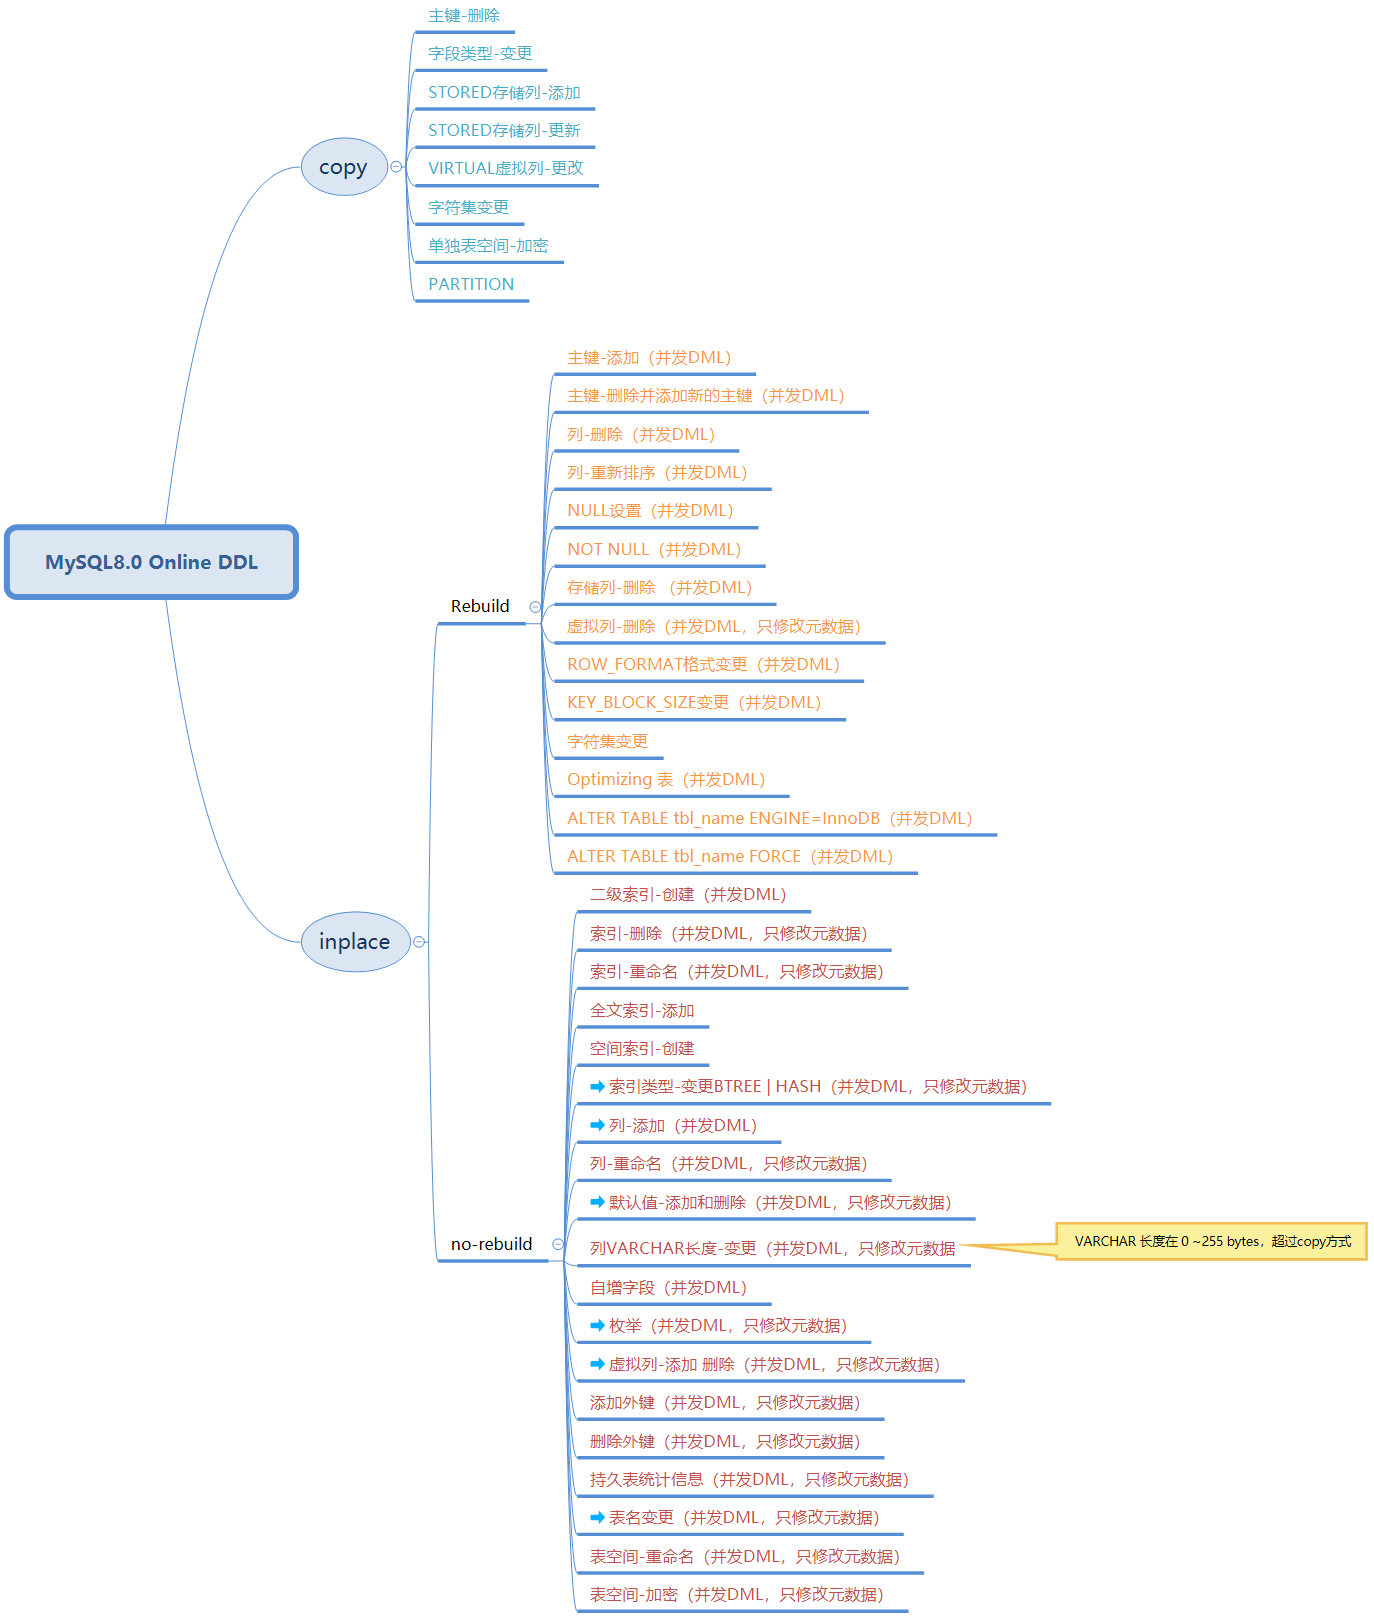 主键-删除
字段类型-变更
STORED存储列-添加
STORED存储列-更新
copy
VIRTUAL虚拟列-更改
字符集变更
单独表空间-加密
PARTITION
MySQL8.0 Online DDL
主键-添加（并发DML）
主键-删除并添加新的主键（并发DML）
列-删除（并发DML）
列-重新排序（并发DML）
NULL设置（并发DML）
NOT NULL（并发DML）
存储列-删除 （并发DML）
Rebuild
虚拟列-删除（并发DML，只修改元数据）
ROW_FORMAT格式变更（并发DML）
KEY_BLOCK_SIZE变更（并发DML）
字符集变更
Optimizing 表（并发DML）
ALTER TABLE tbl_name ENGINE=InnoDB（并发DML）
ALTER TABLE tbl_name FORCE（并发DML）
inplace
二级索引-创建（并发DML）
索引-删除（并发DML，只修改元数据）
索引-重命名（并发DML，只修改元数据）
全文索引-添加
空间索引-创建
索引类型-变更BTREE | HASH（并发DML，只修改元数据）
列-添加（并发DML）
列-重命名（并发DML，只修改元数据）
默认值-添加和删除（并发DML，只修改元数据）
no-rebuild
列VARCHAR长度-变更（并发DML，只修改元数据
VARCHAR 长度在 0 ~255 bytes，超过copy方式
自增字段（并发DML）
枚举（并发DML，只修改元数据）
虚拟列-添加 删除（并发DML，只修改元数据）
添加外键（并发DML，只修改元数据）
删除外键（并发DML，只修改元数据）
持久表统计信息（并发DML，只修改元数据）
表名变更（并发DML，只修改元数据）
表空间-重命名（并发DML，只修改元数据）
表空间-加密（并发DML，只修改元数据）